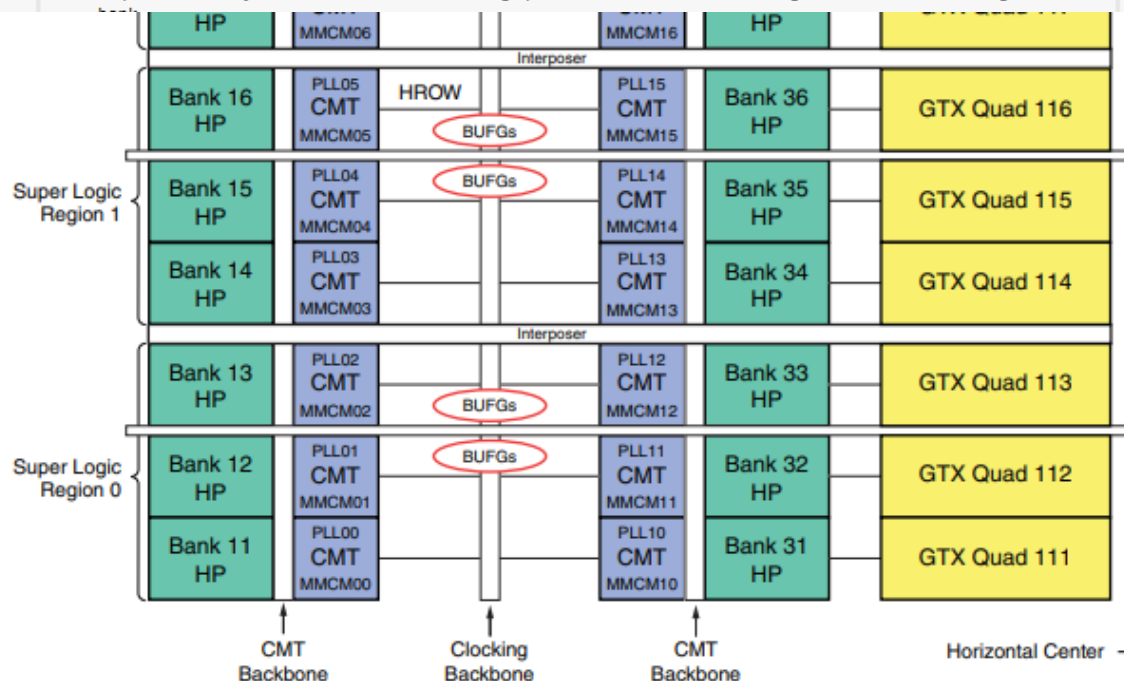 HP
MMCM06
MMCM16
HP
Interposer
Bank 16
HP
PLL05
CMT
MMCM05
HROW
BUFGs
PLL15
CMT
MMCM15
Bank 36
HP
GTX Quad 116
Super Logic
Region 1
Bank 15
HP
PLL04
CMT
MMCM04
BUFGs
PLL14
CMT
MMCM14
Bank 35
HP
GTX Quad 115
Bank 14
HP
PLL03
CMT
MMCM03
PLL13
CMT
MMCM13
Bank 34
HP
GTX Quad 114
Interposer
Bank 13
HP
PLL02
CMT
MMCM02
BUFGs
PLL12
CMT
MMCM12
Bank 33
HP
GTX Quad 113
Super Logic
Region 0
Bank 12
HP
PLL01
CMT
MMCM01
BUFGs
PLL11
CMT
MMCM11
Bank 32
HP
GTX Quad 112
Bank 11
HP
PLL00
CMT
MMCM00
PLL10
CMT
MMCM10
Bank 31
HP
GTX Quad 111
CMT
Backbone
Clocking
Backbone
CMT
Backbone
Horizontal Center